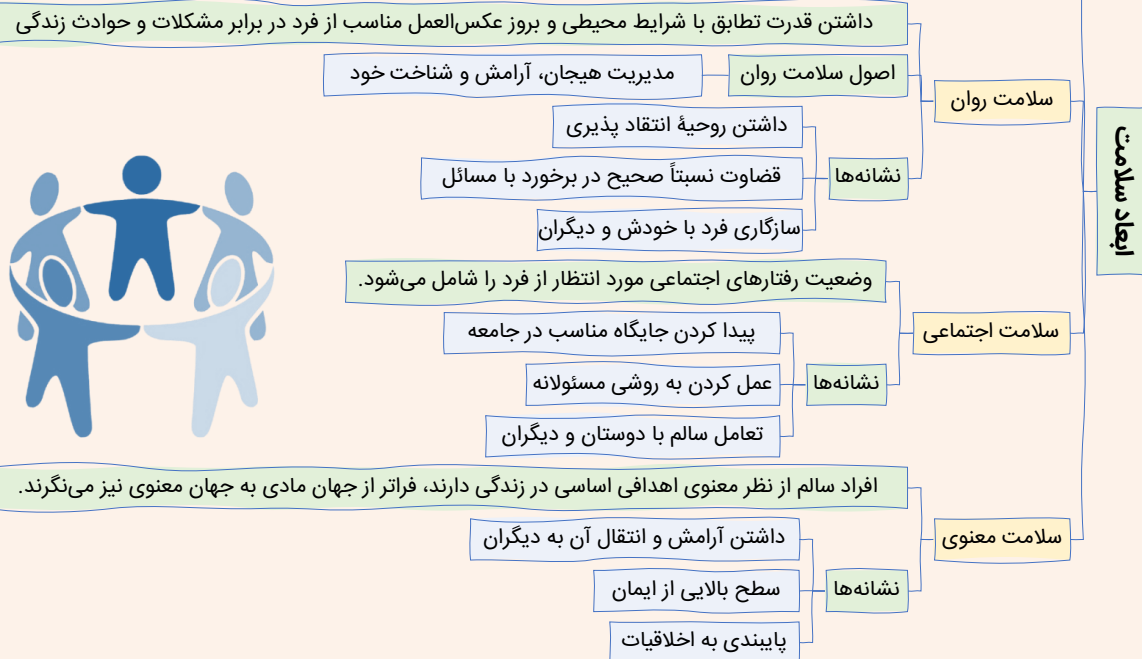 ابعاد سلامت
سلامت روان
داشتن قدرت تطابق با شرایط محیطی و بروز عکس‌العمل مناسب از فرد در برابر مشکلات و حوادث زندگی
اصول سلامت روان
مدیریت هیجان، آرامش و شناخت خود
نشانه‌ها
داشتن روحیهٔ انتقاد پذیری
قضاوت نسبتاً صحیح در برخورد با مسائل
سازگاری فرد با خودش و دیگران
سلامت اجتماعی
وضعیت رفتارهای اجتماعی مورد انتظار از فرد را شامل می‌شود.
نشانه‌ها
پیدا کردن جایگاه مناسب در جامعه
عمل کردن به روشی مسئولانه
تعامل سالم با دوستان و دیگران
سلامت معنوی
افراد سالم از نظر معنوی اهدافی اساسی در زندگی دارند، فراتر از جهان مادی به جهان معنوی نیز می‌نگرند.
نشانه‌ها
داشتن آرامش و انتقال آن به دیگران
سطح بالایی از ایمان
پایبندی به اخلاقیات